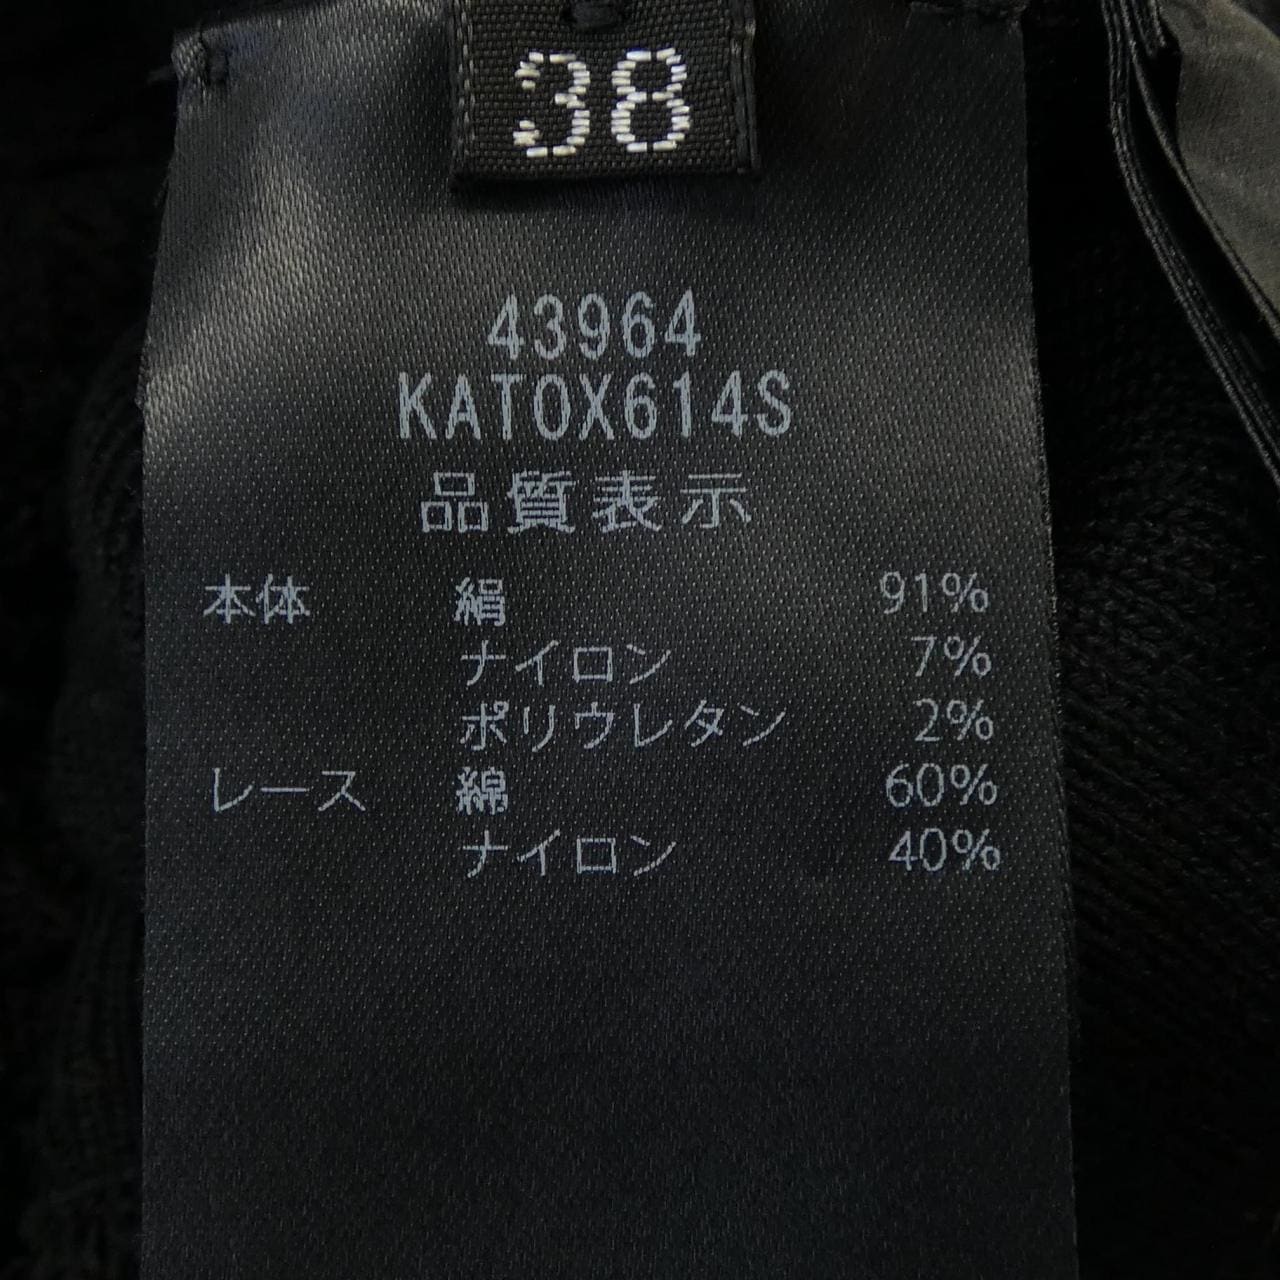 38
43964
KATOX614S
品質表示
本体 絹 91%
ナイロン 7%
ポリウレタン 2%
レース 綿 60%
ナイロン 40%